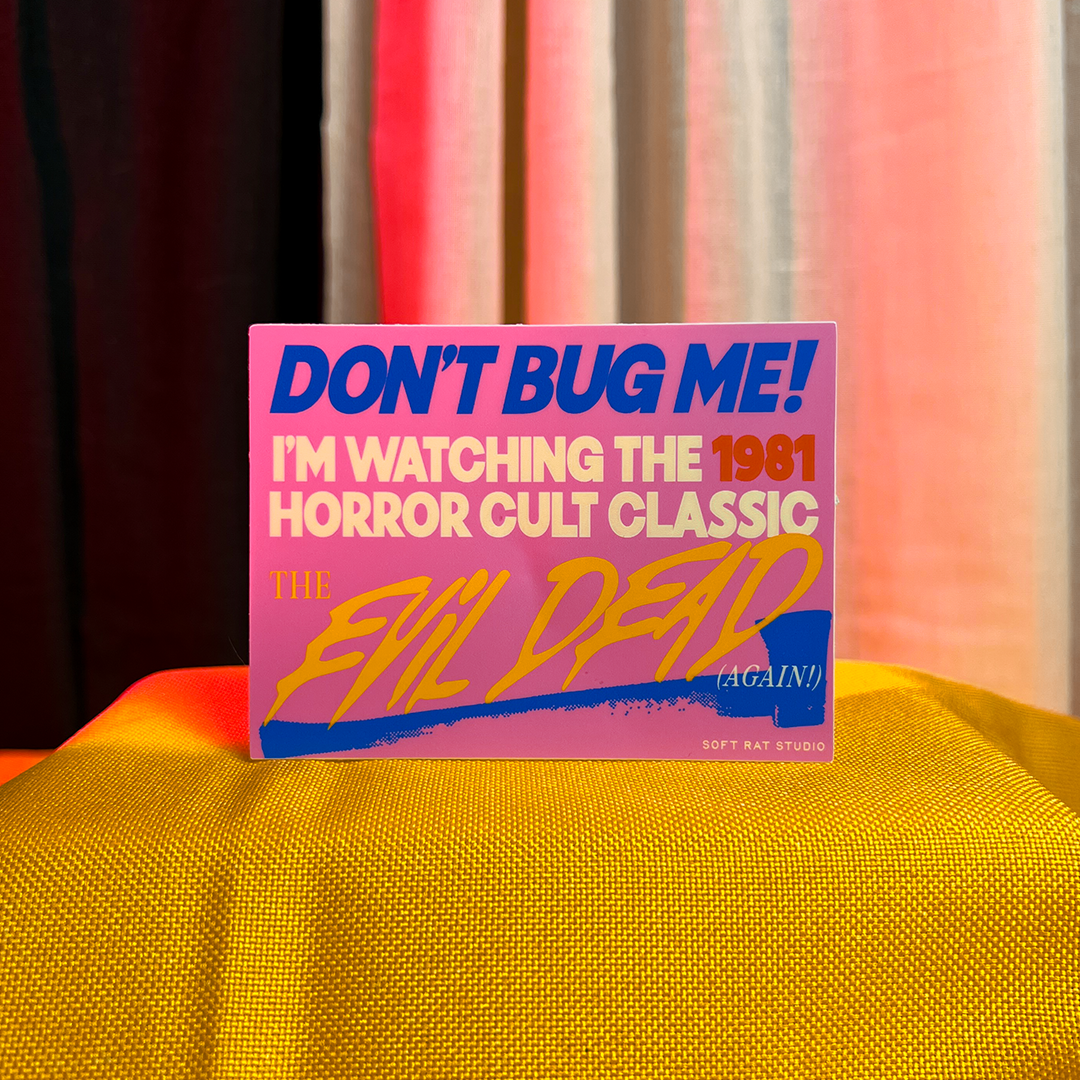 DON'T BUG ME!
I'M WATCHING THE 1981
HORROR CULT CLASSIC
THE EVIL DEAD
(AGAIN!)
SOFT RAT STUDIO